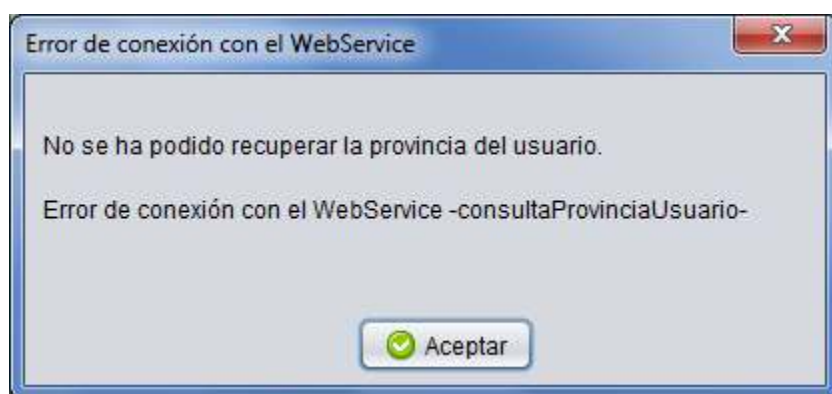 Error de conexión con el WebService
No se ha podido recuperar la provincia del usuario.
Error de conexión con el WebService -consultaProvinciaUsuario-
Aceptar